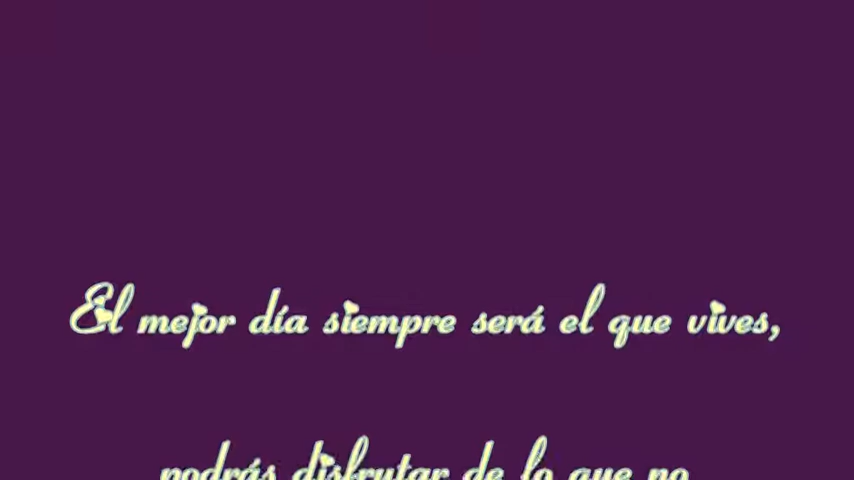 El mejor día siempre será el que vives,
podrás disfrutar de lo que no